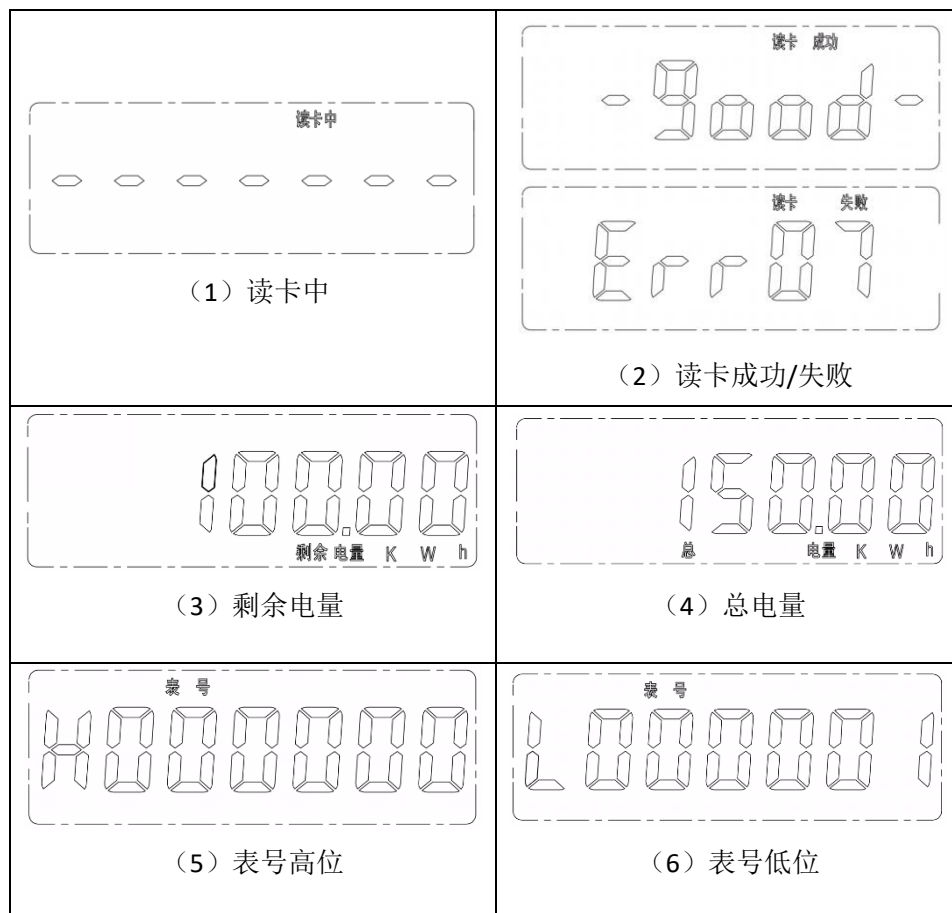 读卡中
- - - - - - -
（1）读卡中
读卡 成功
-good-
读卡 失败
Err07
（2）读卡成功/失败
100.00
剩余 电量 K W h
（3）剩余电量
150.00
总 电量 K W h
（4）总电量
表 号
H000000
（5）表号高位
表 号
L000001
（6）表号低位